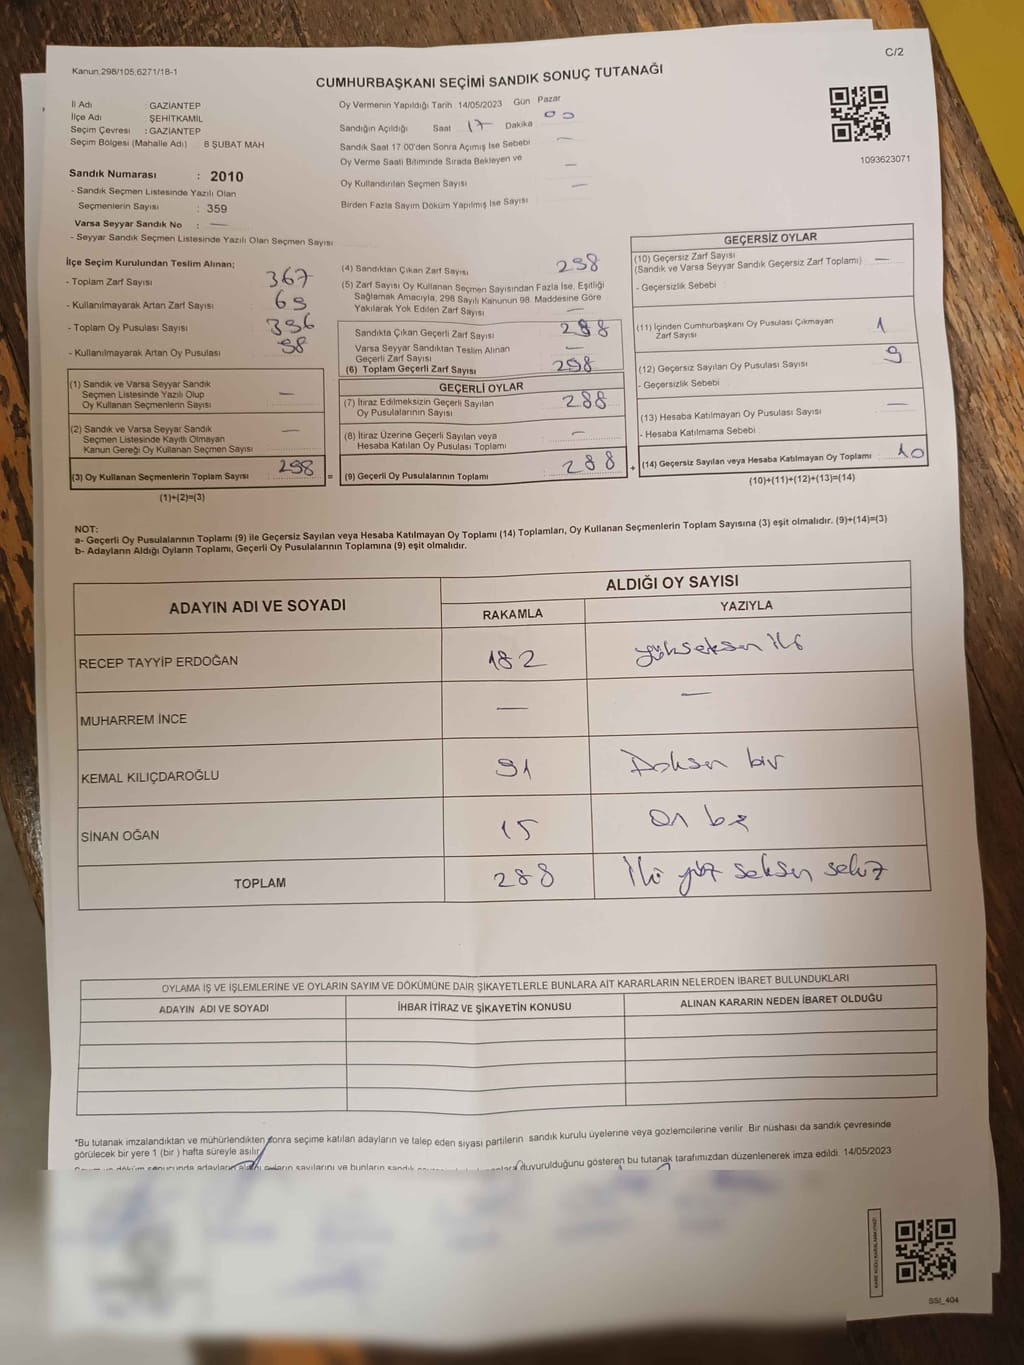 C/2
Kanun,298/105,6271/18-1
CUMHURBAŞKANI SEÇİMİ SANDIK SONUÇ TUTANAĞI
İl Adı : GAZİANTEP
İlçe Adı : ŞEHİTKAMİL
Seçim Çevresi : GAZİANTEP
Seçim Bölgesi (Mahalle Adı) 8 ŞUBAT MAH
Sandık Numarası : 2010
- Sandık Seçmen Listesinde Yazılı Olan
Seçmenlerin Sayısı : 359
Varsa Seyyar Sandık No : —
- Seyyar Sandık Seçmen Listesinde Yazılı Olan Seçmen Sayısı
Oy Vermenin Yapıldığı Tarih :14/05/2023 Gün Pazar
Sandığın Açıldığı Saat 17 Dakika 00
Sandık Saat 17:00'den Sonra Açımış İse Sebebi —
Oy Verme Saati Bitiminde Sırada Bekleyen ve
Oy Kullandırılan Seçmen Sayısı —
Birden Fazla Sayım Döküm Yapılmış İse Sayısı —
1093623071
İlçe Seçim Kurulundan Teslim Alınan;
- Toplam Zarf Sayısı 367
- Kullanılmayarak Artan Zarf Sayısı 69
- Toplam Oy Pusulası Sayısı 396
- Kullanılmayarak Artan Oy Pusulası 98
(1) Sandık ve Varsa Seyyar Sandık
Seçmen Listesinde Yazılı Olup
Oy Kullanan Seçmenlerin Sayısı —
(2) Sandık ve Varsa Seyyar Sandık
Seçmen Listesinde Kayıtlı Olmayan
Kanun Gereği Oy Kullanan Seçmen Sayısı —
(3) Oy Kullanan Seçmenlerin Toplam Sayısı 298
(1)+(2)=(3)
(4) Sandıktan Çıkan Zarf Sayısı 298
(5) Zarf Sayısı Oy Kullanan Seçmen Sayısından Fazla İse, Eşitliği
Sağlamak Amacıyla, 298 Sayılı Kanunun 98. Maddesine Göre
Yakılarak Yok Edilen Zarf Sayısı —
Sandıkta Çıkan Geçerli Zarf Sayısı 298
Varsa Seyyar Sandıktan Teslim Alınan
Geçerli Zarf Sayısı —
(6) Toplam Geçerli Zarf Sayısı 298
GEÇERLİ OYLAR
(7) İtiraz Edilmeksizin Geçerli Sayılan
Oy Pusulalarının Sayısı 288
(8) İtiraz Üzerine Geçerli Sayılan veya
Hesaba Katılan Oy Pusulası Toplamı —
= (9) Geçerli Oy Pusulalarının Toplamı : 288
GEÇERSİZ OYLAR
(10) Geçersiz Zarf Sayısı
(Sandık ve Varsa Seyyar Sandık Geçersiz Zarf Toplamı) —
- Geçersizlik Sebebi :
(11) İçinden Cumhurbaşkanı Oy Pusulası Çıkmayan
Zarf Sayısı 1
(12) Geçersiz Sayılan Oy Pusulası Sayısı 9
- Geçersizlik Sebebi :
(13) Hesaba Katılmayan Oy Pusulası Sayısı —
- Hesaba Katılmama Sebebi :
+ (14) Geçersiz Sayılan veya Hesaba Katılmayan Oy Toplamı 10
(10)+(11)+(12)+(13)=(14)
NOT:
a- Geçerli Oy Pusulalarının Toplamı (9) ile Geçersiz Sayılan veya Hesaba Katılmayan Oy Toplamı (14) Toplamları, Oy Kullanan Seçmenlerin Toplam Sayısına (3) eşit olmalıdır. (9)+(14)=(3)
b- Adayların Aldığı Oyların Toplamı, Geçerli Oy Pusulalarının Toplamına (9) eşit olmalıdır.
ADAYIN ADI VE SOYADI
ALDIĞI OY SAYISI
RAKAMLA YAZIYLA
RECEP TAYYİP ERDOĞAN 182 yükseksen iki
MUHARREM İNCE — —
KEMAL KILIÇDAROĞLU 91 Doksan bir
SİNAN OĞAN 15 On beş
TOPLAM 288 İki yüz seksen sekiz
OYLAMA İŞ VE İŞLEMLERİNE VE OYLARIN SAYIM VE DÖKÜMÜNE DAİR ŞİKAYETLERLE BUNLARA AİT KARARLARIN NELERDEN İBARET BULUNDUKLARI
ADAYIN ADI VE SOYADI İHBAR İTİRAZ VE ŞİKAYETİN KONUSU ALINAN KARARIN NEDEN İBARET OLDUĞU
*Bu tutanak imzalandıktan ve mühürlendikten sonra seçime katılan adayların ve talep eden siyasi partilerin sandık kurulu üyelerine veya gözlemcilerine verilir .Bir nüshası da sandık çevresinde
görülecek bir yere 1 (bir ) hafta süreyle asılır
duyurulduğunu gösteren bu tutanak tarafımızdan düzenlenerek imza edildi. 14/05/2023
SSI_404